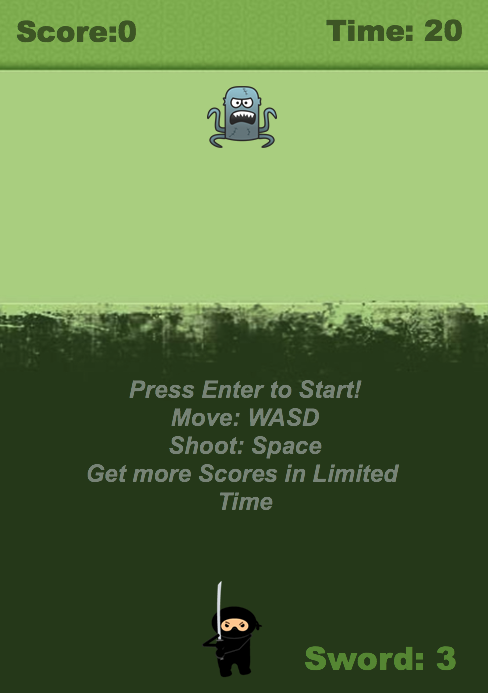 Score:0
Time: 20
Press Enter to Start!
Move: WASD
Shoot: Space
Get more Scores in Limited
Time
Sword: 3